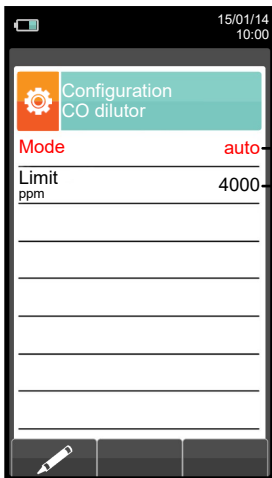 15/01/14
10:00
Configuration
CO dilutor
Mode auto
Limit 4000
ppm